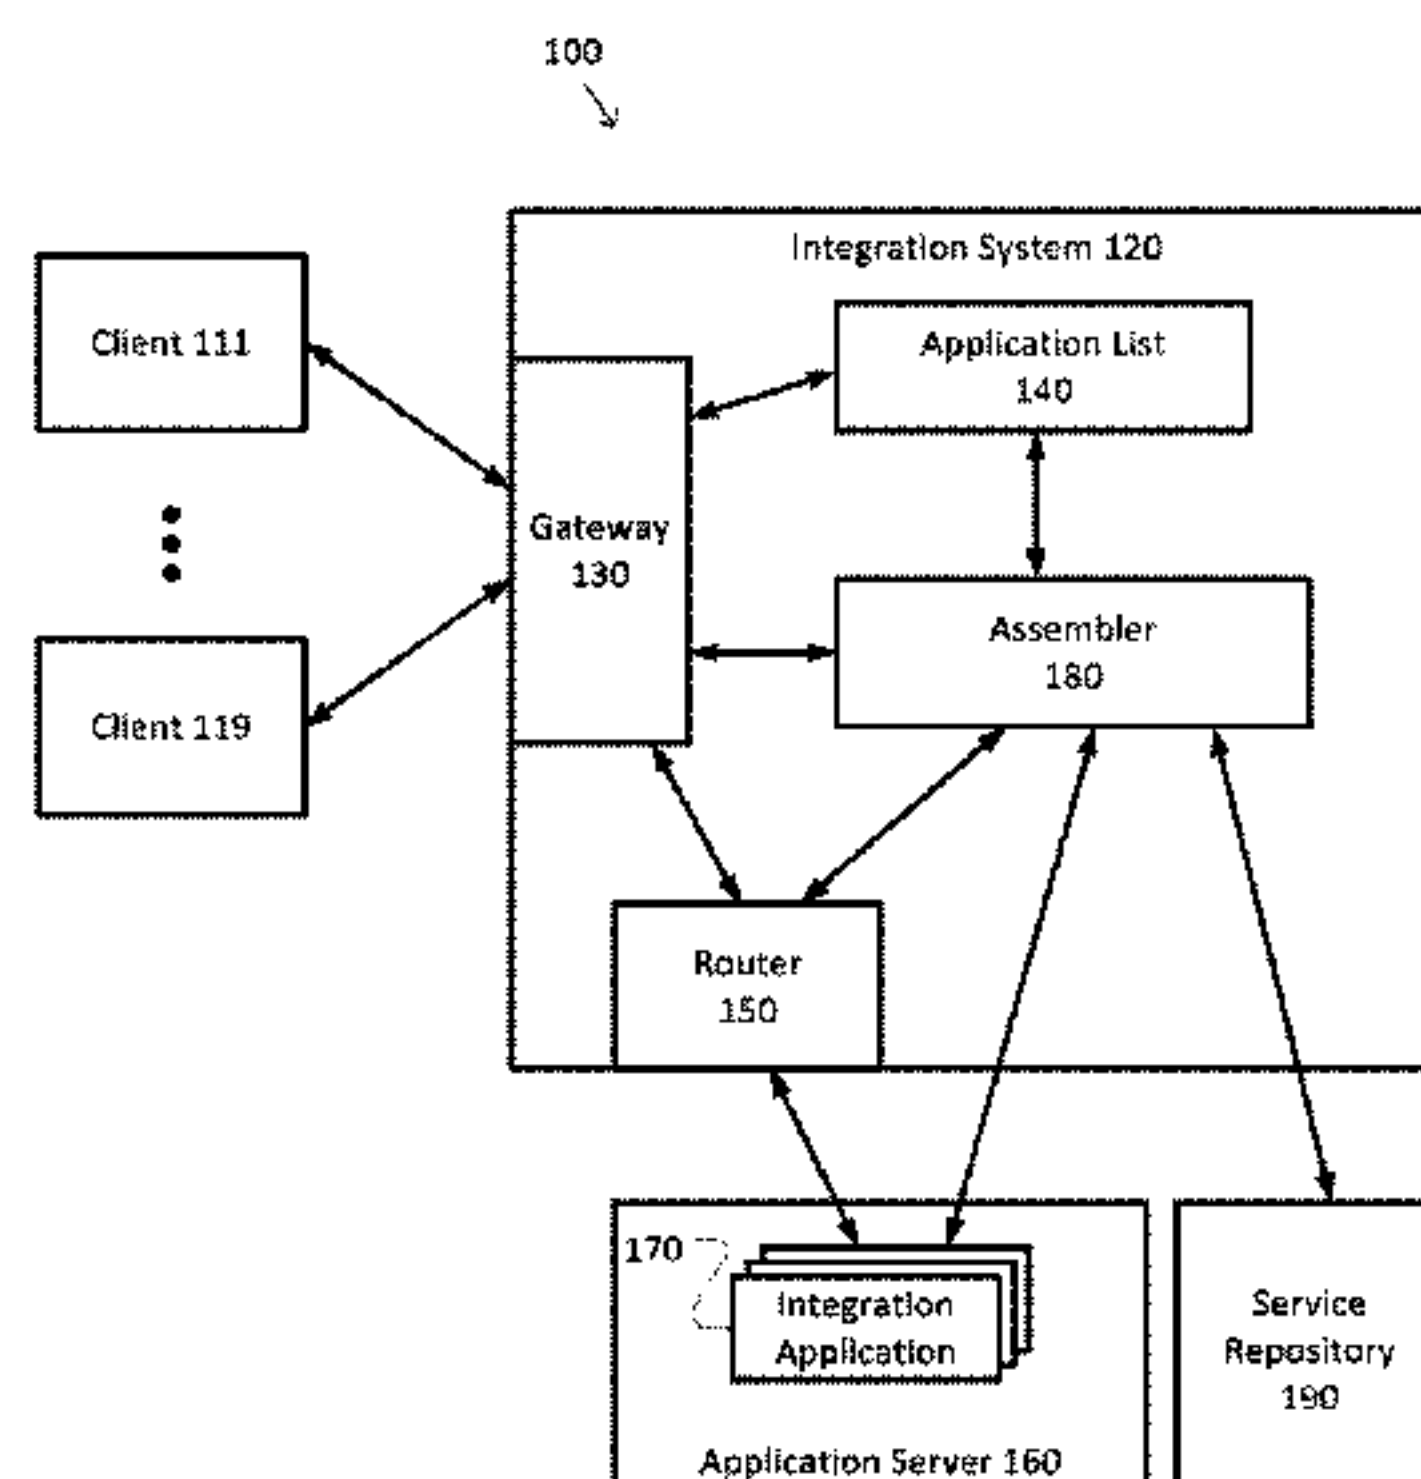 100
Integration System 120
Client 111
Application List
140
Gateway
130
Assembler
180
Client 119
Router
150
170
Integration
Application
Service
Repository
190
Application Server 160